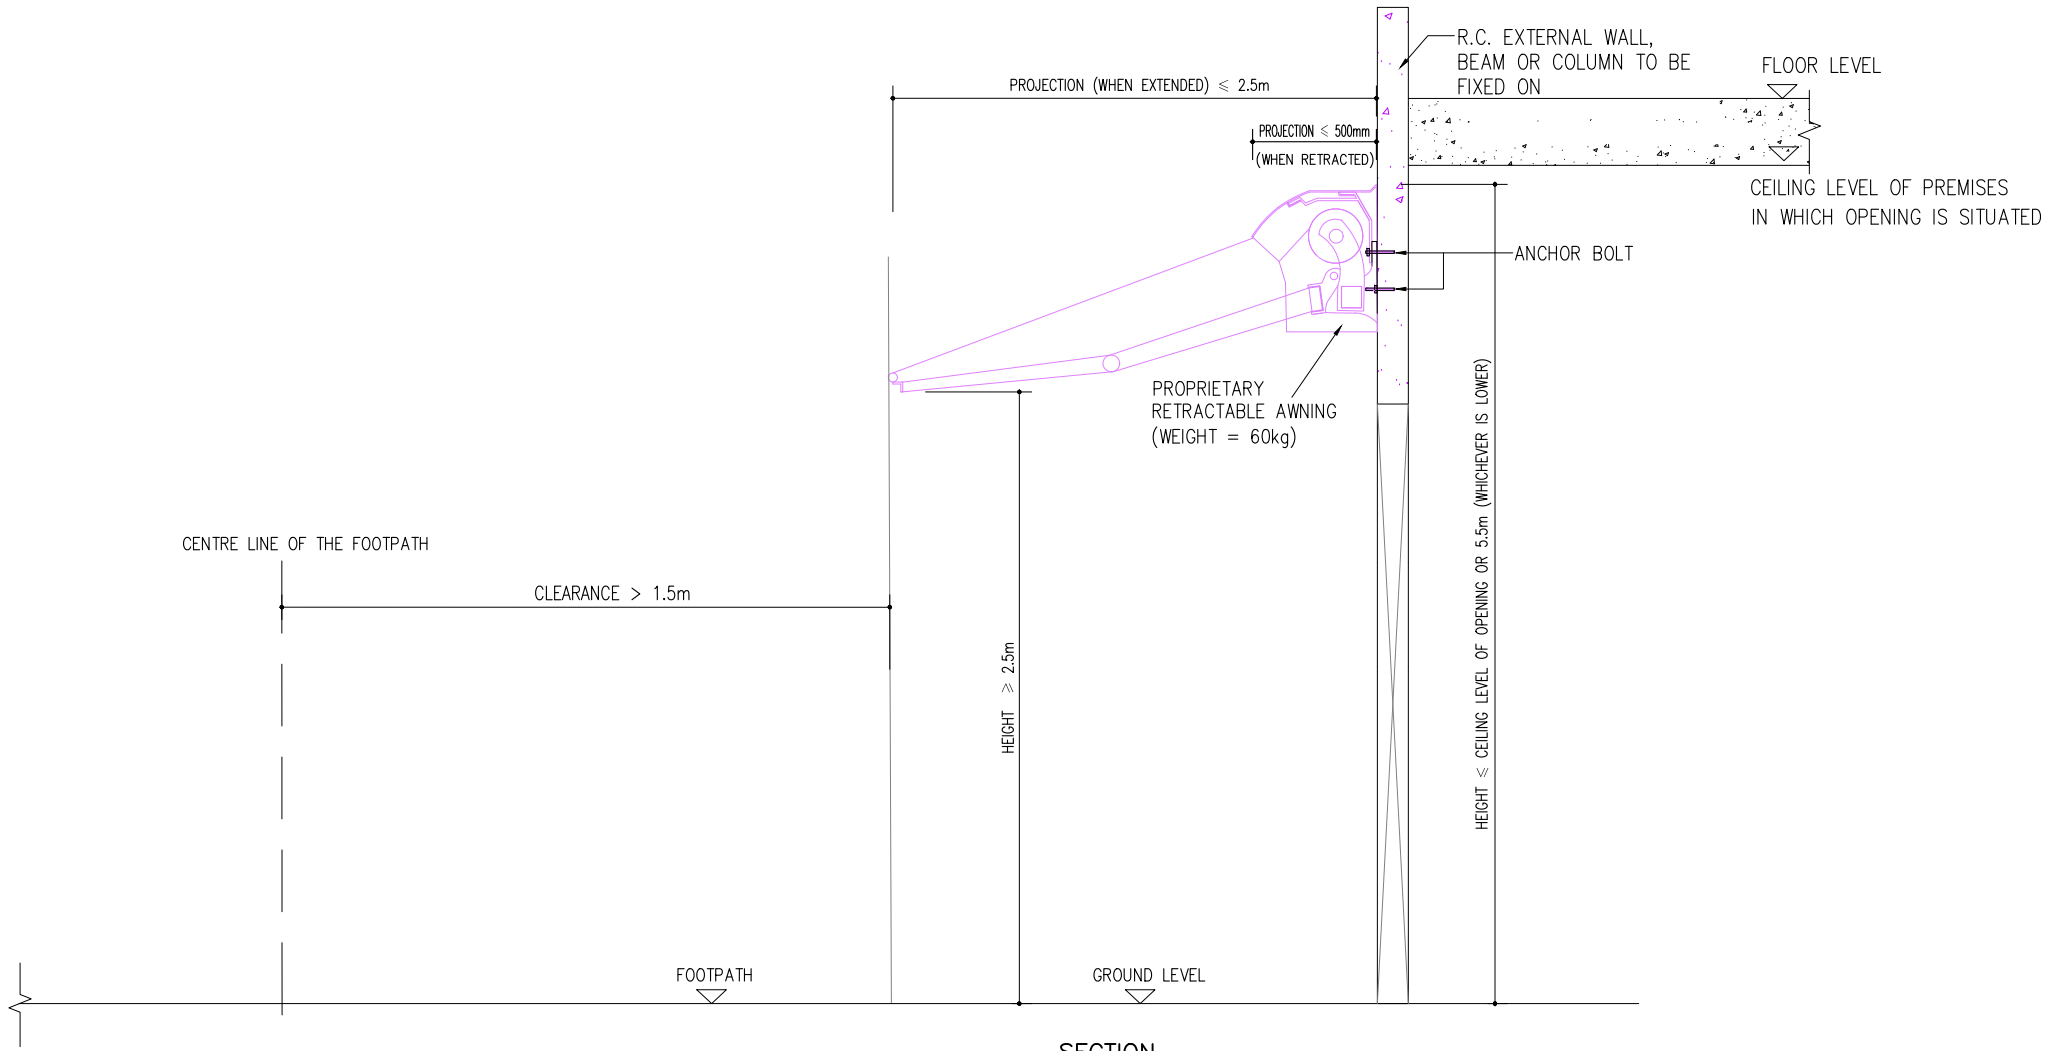 R.C. EXTERNAL WALL,
BEAM OR COLUMN TO BE
FIXED ON
FLOOR LEVEL
PROJECTION (WHEN EXTENDED) ⩽ 2.5m
PROJECTION ⩽ 500mm
(WHEN RETRACTED)
CEILING LEVEL OF PREMISES
IN WHICH OPENING IS SITUATED
ANCHOR BOLT
PROPRIETARY
RETRACTABLE AWNING
(WEIGHT = 60kg)
HEIGHT ⩽ CEILING LEVEL OF OPENING OR 5.5m (WHICHEVER IS LOWER)
CENTRE LINE OF THE FOOTPATH
CLEARANCE > 1.5m
HEIGHT ⩾ 2.5m
FOOTPATH
GROUND LEVEL
SECTION